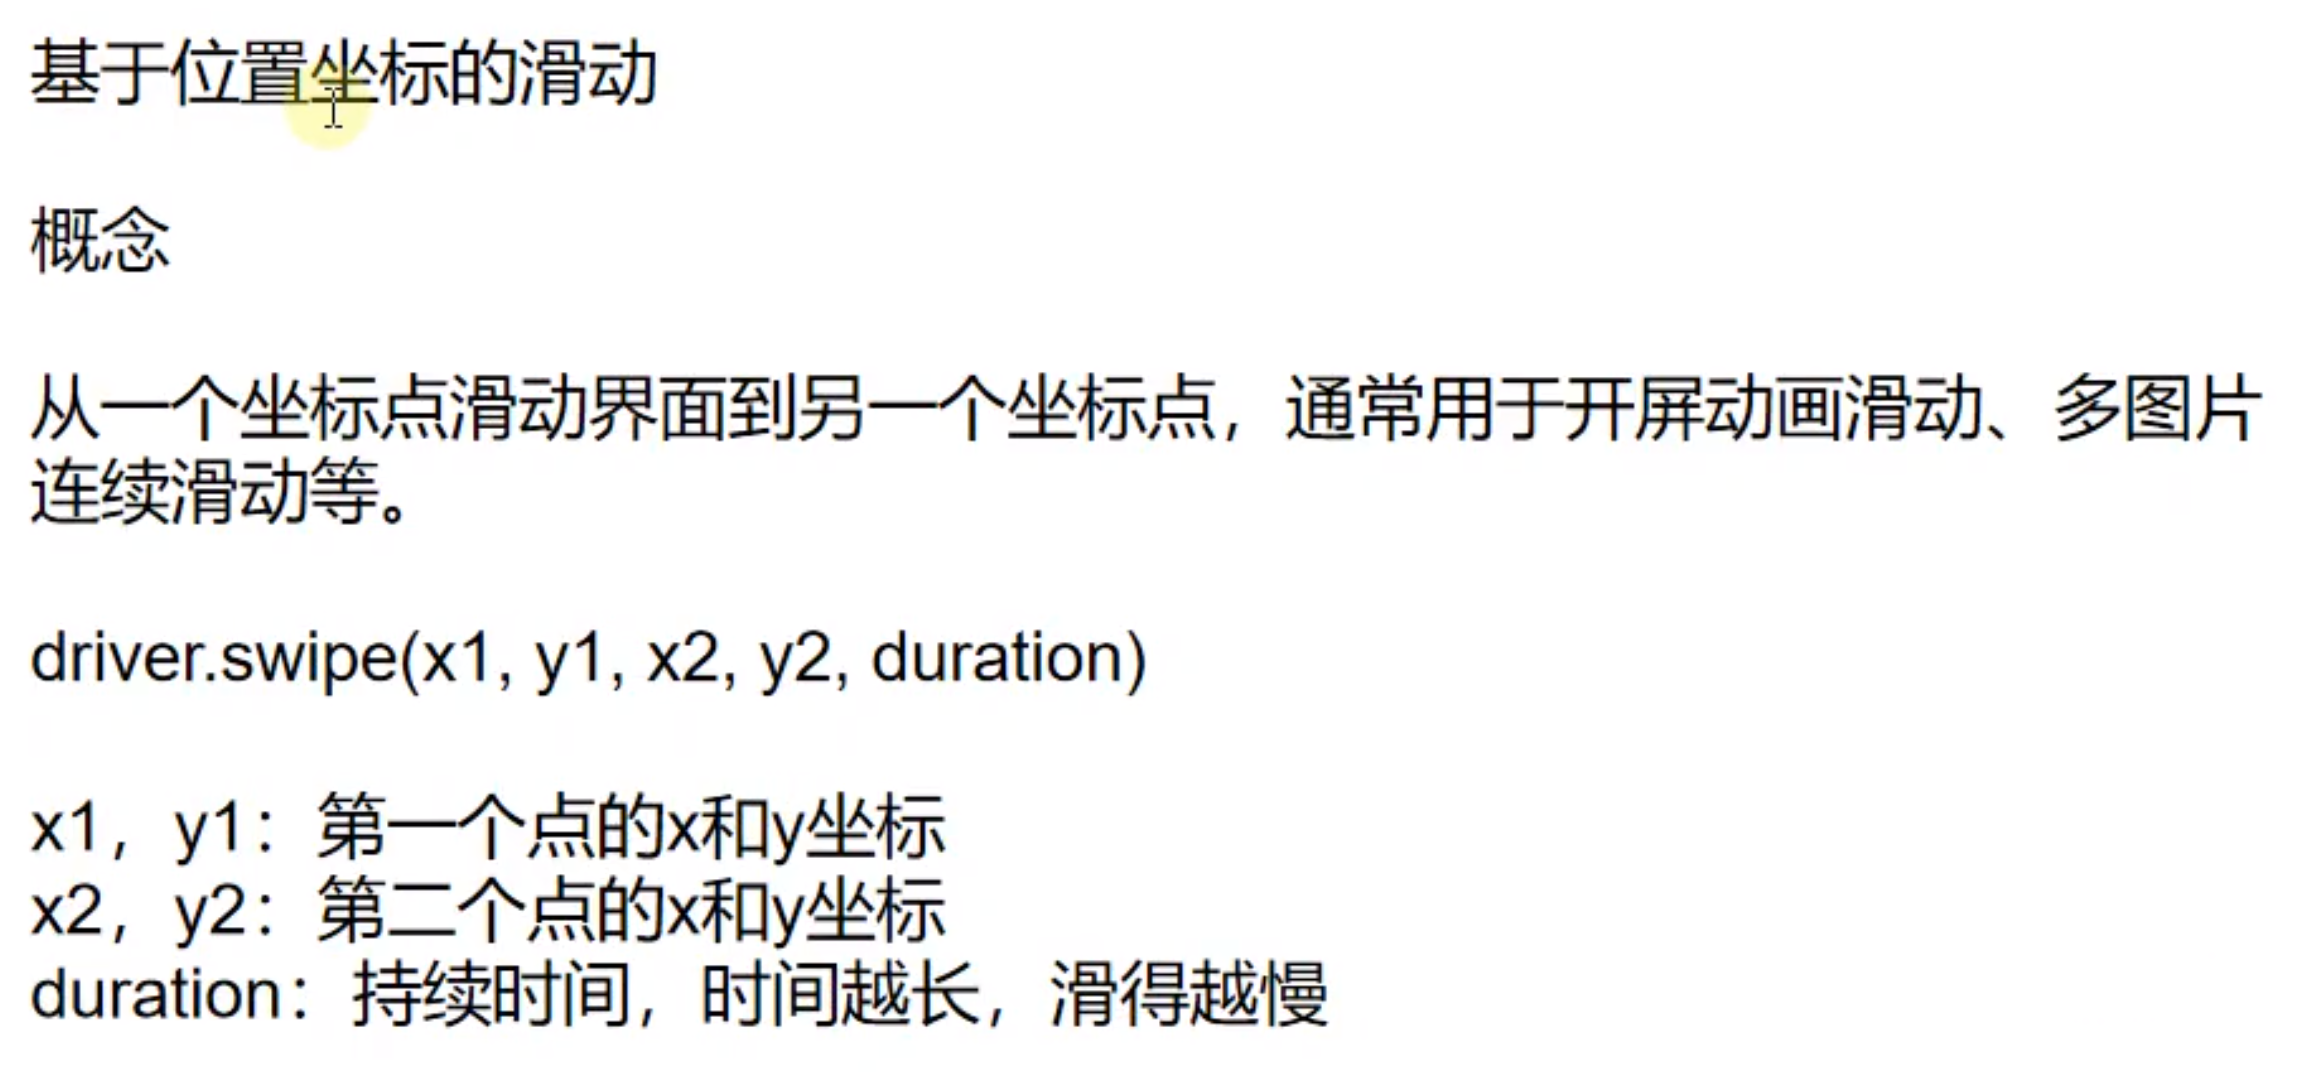 基于位置坐标的滑动
概念
从一个坐标点滑动界面到另一个坐标点，通常用于开屏动画滑动、多图片
连续滑动等。
driver.swipe(x1, y1, x2, y2, duration)
x1，y1：第一个点的x和y坐标
x2，y2：第二个点的x和y坐标
duration：持续时间，时间越长，滑得越慢